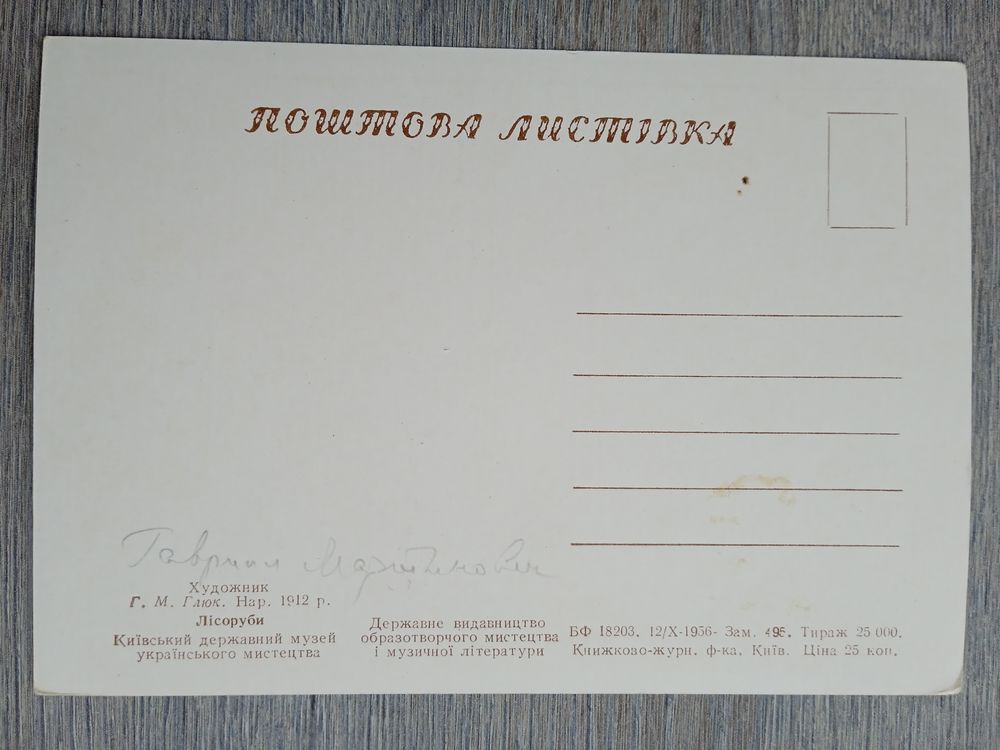 ПОШТОВА ЛИСТІВКА
Гавриил Мартинович
Художник
Г. М. Глюк. Нар. 1912 р.
Лісоруби
Київський державний музей
українського мистецтва
Державне видавництво
образотворчого мистецтва
і музичної літератури
БФ 18203. 12/X-1956- Зам. 495. Тираж 25 000.
Книжково-журн. ф-ка, Київ. Ціна 25 коп.